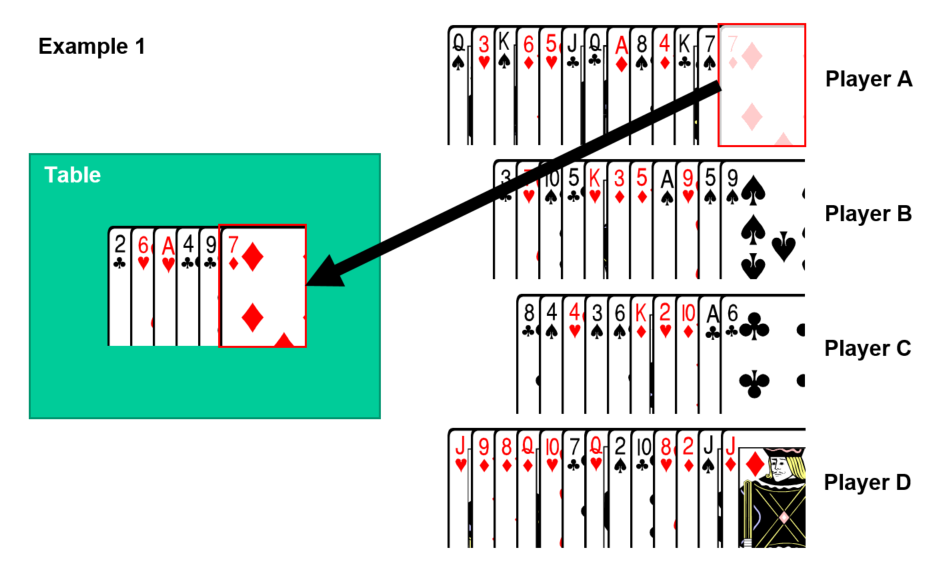 Example 1
Q 3 K 6 5 J Q A 8 4 K 7 7
Player A
Table
3 7 10 5 K 3 5 A 9 5 9
Player B
2 6 A 4 9 7
8 4 4 3 6 K 2 10 A 6
Player C
J 9 8 Q 10 7 Q 2 10 8 2 J J
Player D